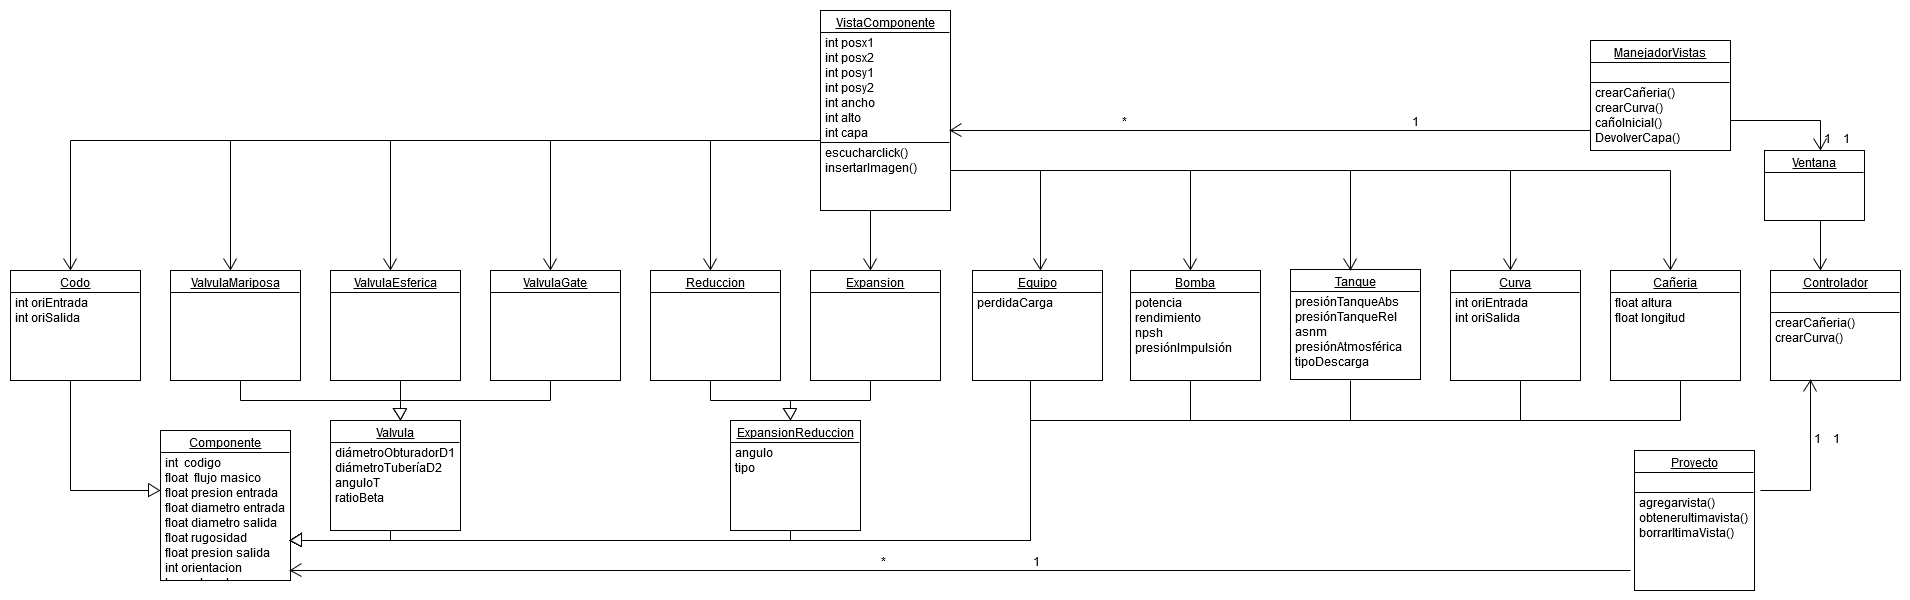 VistaComponente
int posx1
int posx2
int posy1
int posy2
int ancho
int alto
int capa
escucharclick()
insertarImagen()
ManejadorVistas
crearCañeria()
crearCurva()
cañoInicial()
DevolverCapa()
*
1
1 1
Ventana
Codo
int oriEntrada
int oriSalida
ValvulaMariposa
ValvulaEsferica
ValvulaGate
Reduccion
Expansion
Equipo
perdidaCarga
Bomba
potencia
rendimiento
npsh
presiónImpulsión
Tanque
presiónTanqueAbs
presiónTanqueRel
asnm
presiónAtmosférica
tipoDescarga
Curva
int oriEntrada
int oriSalida
Cañeria
float altura
float longitud
Controlador
crearCañeria()
crearCurva()
Componente
int codigo
float flujo masico
float presion entrada
float diametro entrada
float diametro salida
float rugosidad
float presion salida
int orientacion
Valvula
diámetroObturadorD1
diámetroTuberíaD2
anguloT
ratioBeta
ExpansionReduccion
angulo
tipo
1 1
Proyecto
agregarvista()
obtenerultimavista()
borrarltimaVista()
*
1